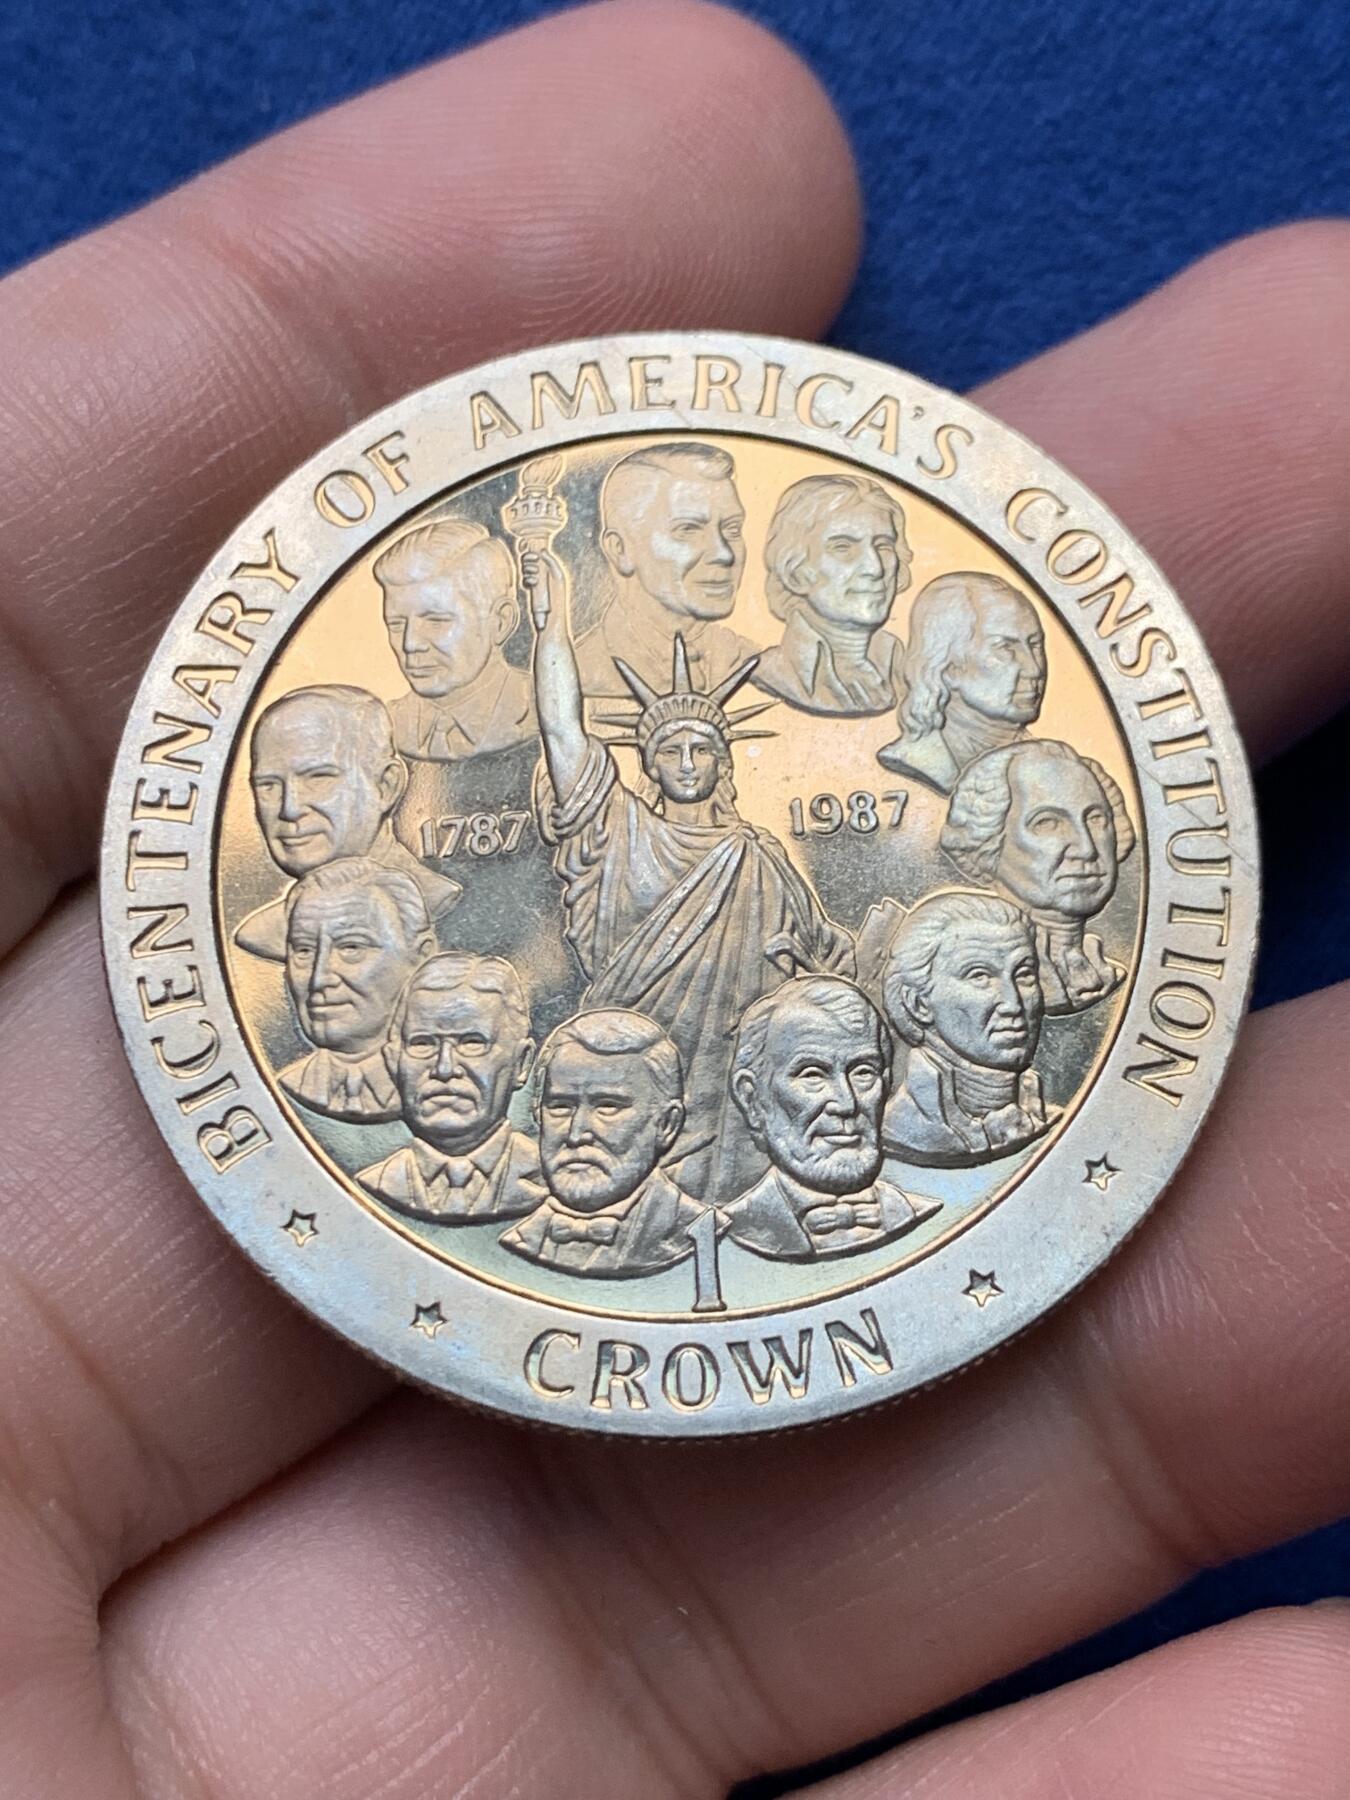 BICENTENARY OF AMERICA'S CONSTITUTION
1787
1987
1
CROWN